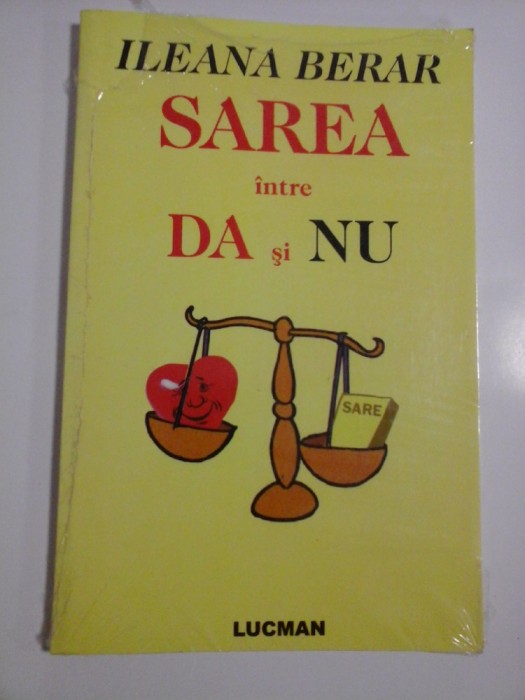 ILEANA BERAR
SAREA
între
DA şi NU
SARE
LUCMAN